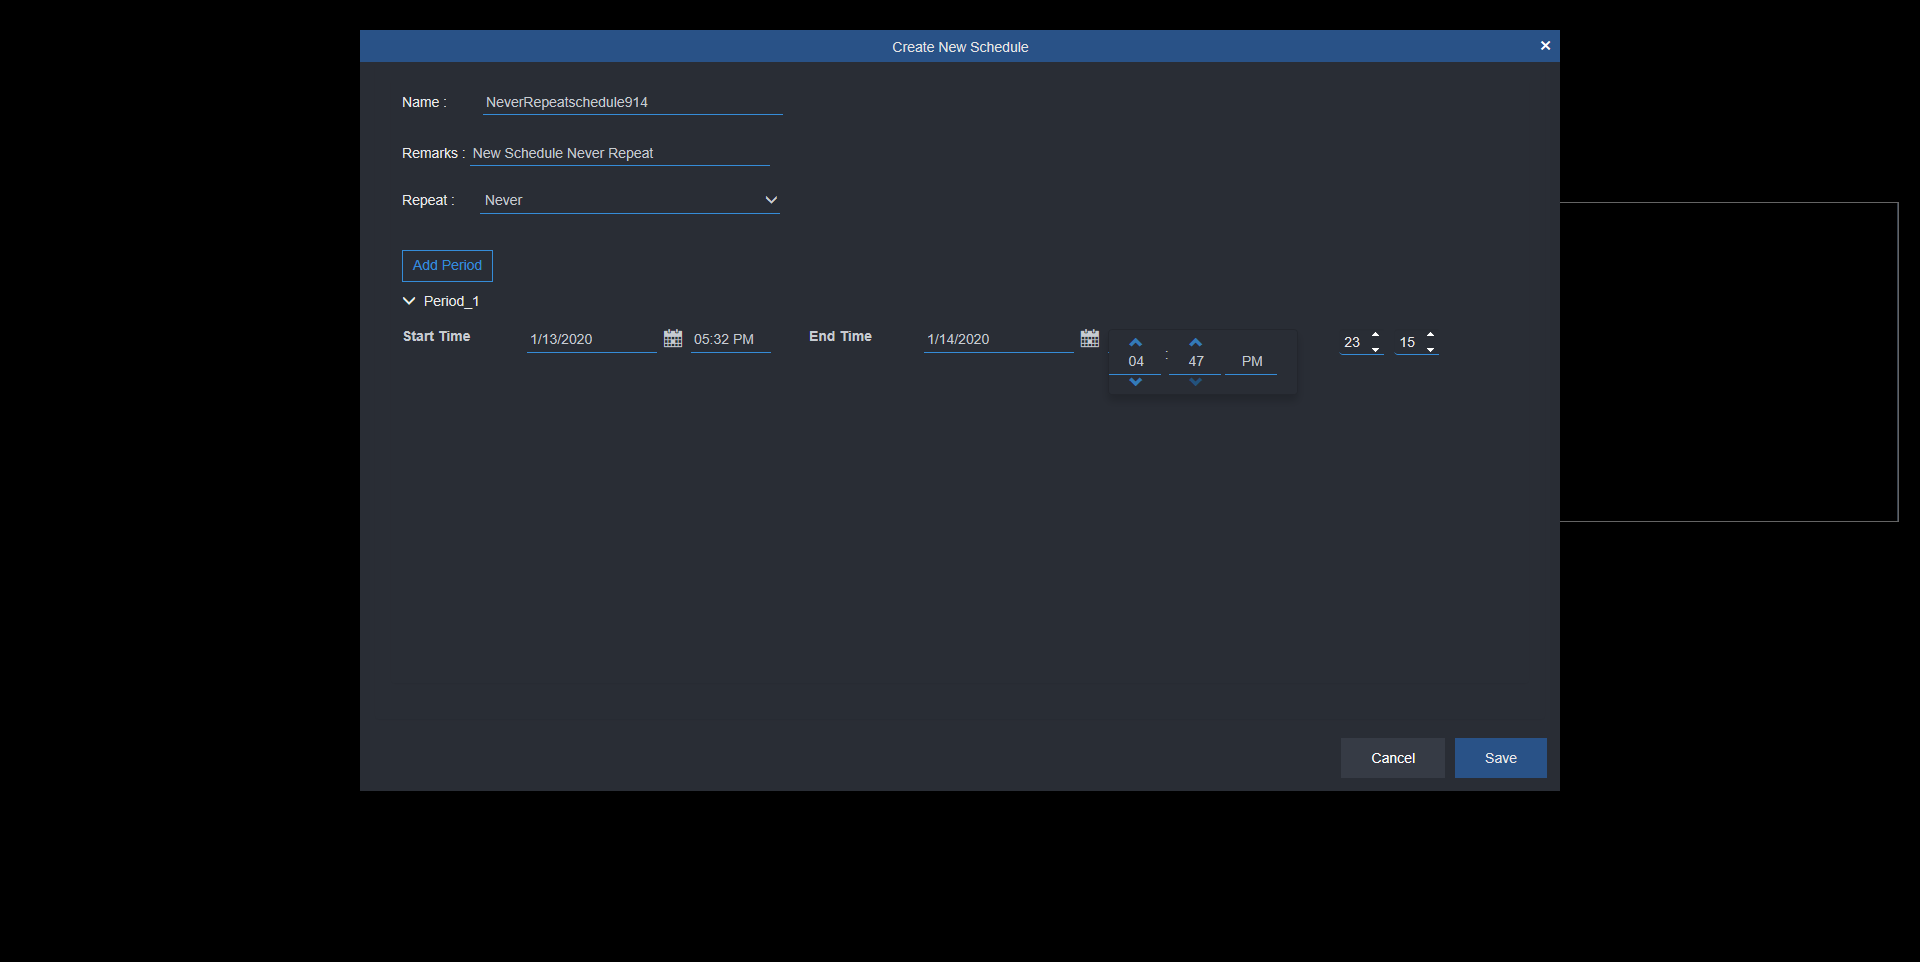 Create New Schedule ×
Name : NeverRepeatschedule914
Remarks : New Schedule Never Repeat
Repeat : Never
Add Period
Period_1
Start Time 1/13/2020 05:32 PM End Time 1/14/2020 04 : 47 PM 23 15
Cancel Save